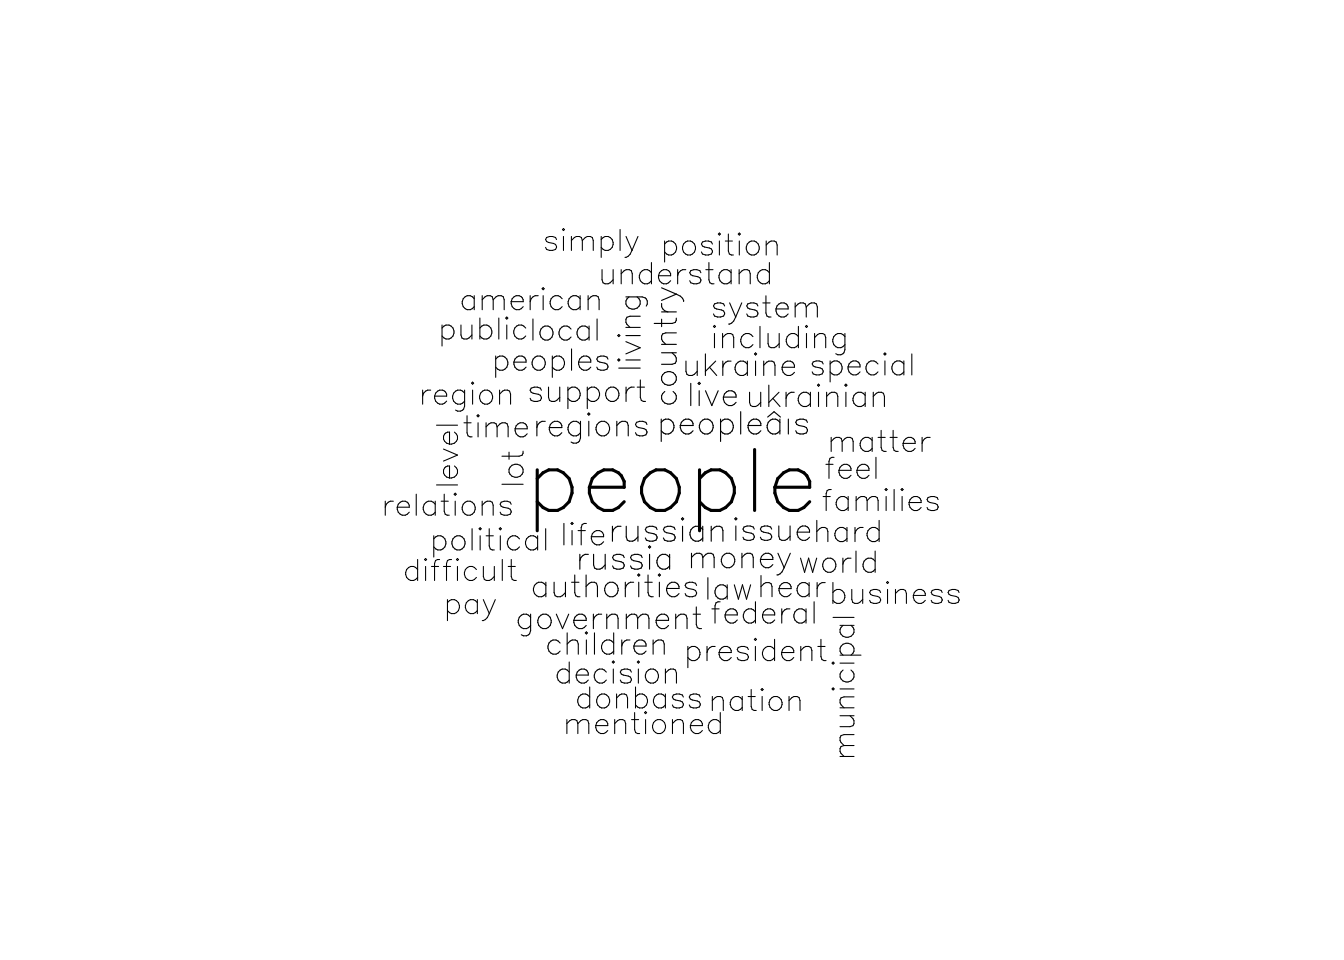 simply position
understand
american living country system
publiclocal including
peoples ukraine special
region support live ukrainian
level time regions peopleâıs
matter
lot people feel
relations families
political life russian issue hard
russia money world
difficult
authorities law hear business
pay government federal
children president municipal
decision
donbass nation
mentioned